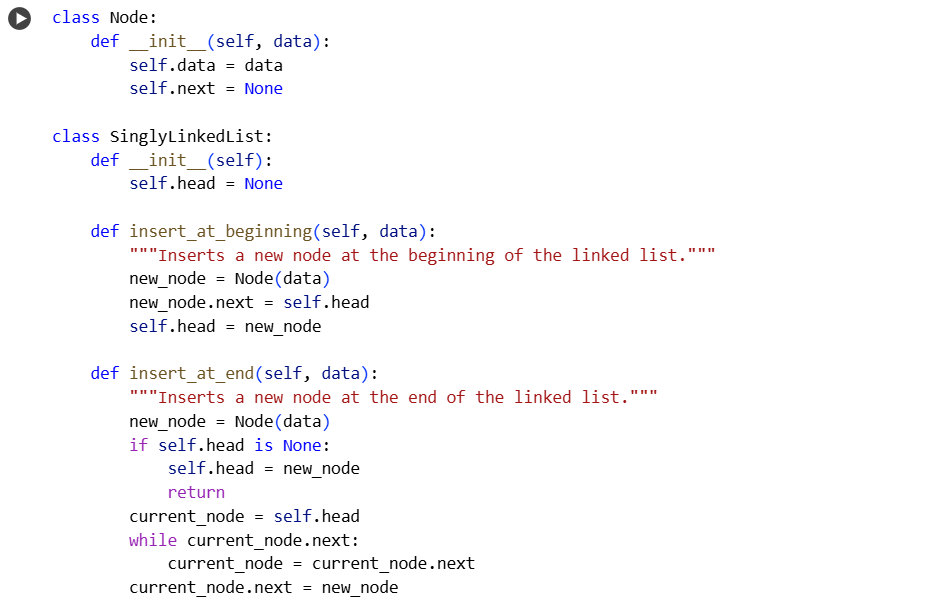 class Node:
    def __init__(self, data):
        self.data = data
        self.next = None

class SinglyLinkedList:
    def __init__(self):
        self.head = None

    def insert_at_beginning(self, data):
        """Inserts a new node at the beginning of the linked list."""
        new_node = Node(data)
        new_node.next = self.head
        self.head = new_node

    def insert_at_end(self, data):
        """Inserts a new node at the end of the linked list."""
        new_node = Node(data)
        if self.head is None:
            self.head = new_node
            return
        current_node = self.head
        while current_node.next:
            current_node = current_node.next
        current_node.next = new_node